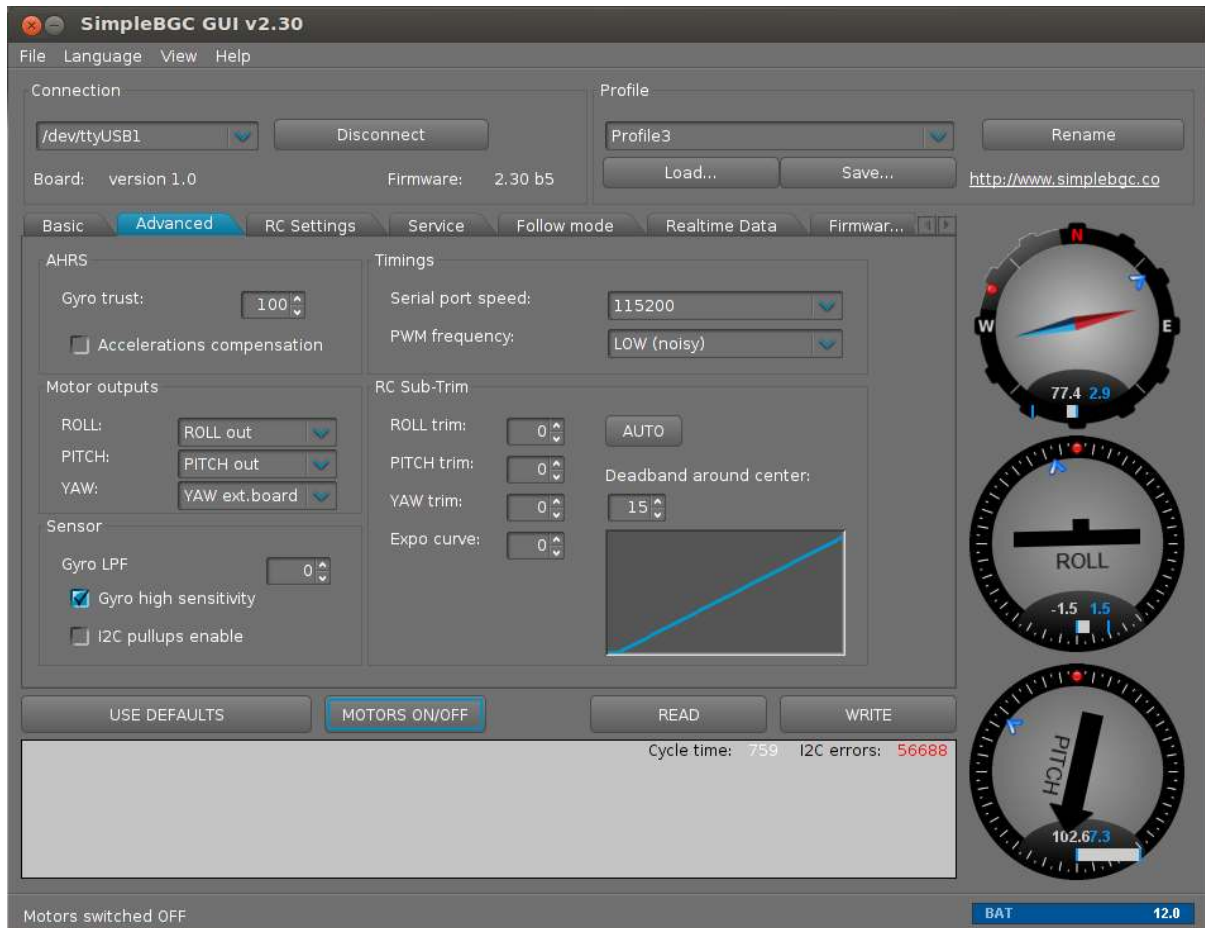 SimpleBGC GUI v2.30
File Language View Help
Connection
Profile
/dev/ttyUSB1
Disconnect
Profile3
Rename
Board: version 1.0
Firmware: 2.30 b5
Load...
Save...
http://www.simplebgc.co
Basic
Advanced
RC Settings
Service
Follow mode
Realtime Data
Firmwar...
AHRS
Gyro trust: 100
Accelerations compensation
Timings
Serial port speed: 115200
PWM frequency: LOW (noisy)
Motor outputs
ROLL: ROLL out
PITCH: PITCH out
YAW: YAW ext.board
Sensor
Gyro LPF 0
Gyro high sensitivity
I2C pullups enable
RC Sub-Trim
ROLL trim: 0
AUTO
PITCH trim: 0
Deadband around center:
YAW trim: 0
15
Expo curve: 0
N
W
E
77.4 2.9
ROLL
-1.5 1.5
PITCH
102.67.3
USE DEFAULTS
MOTORS ON/OFF
READ
WRITE
Cycle time: 759 I2C errors: 56688
Motors switched OFF
BAT 12.0